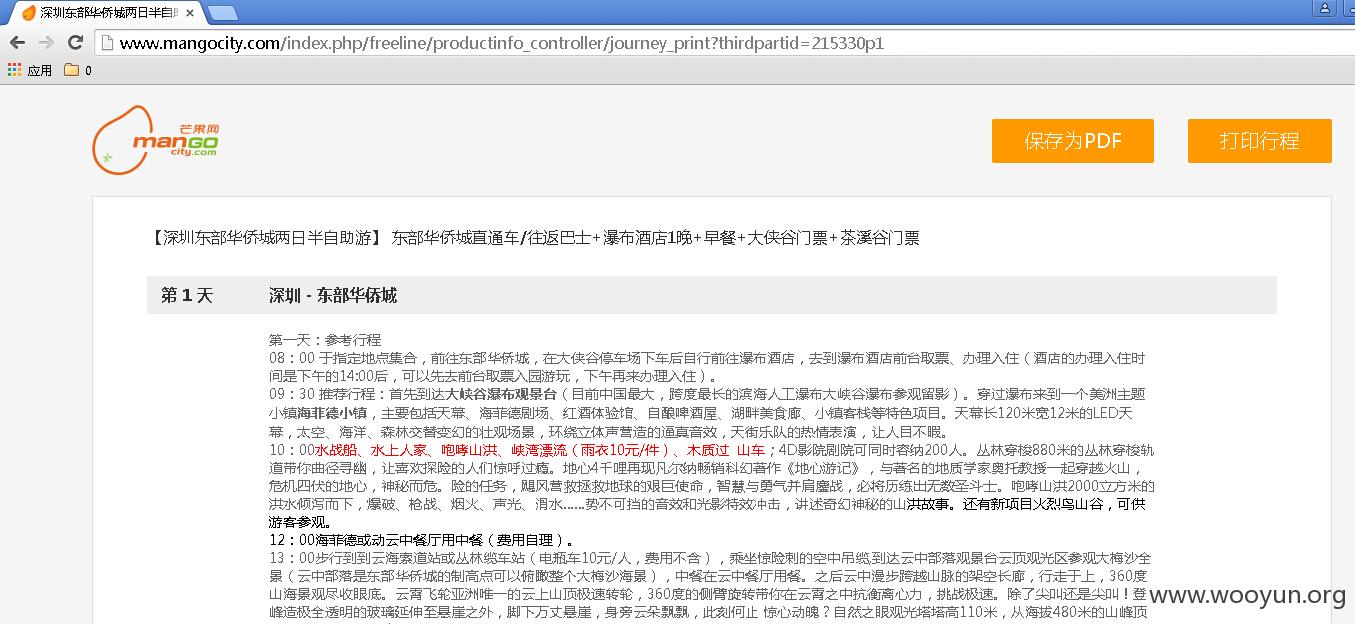 深圳东部华侨城两日半自助
www.mangocity.com/index.php/freeline/productinfo_controller/journey_print?thirdpartid=215330p1
应用 0
芒果网
mango
city.com
保存为PDF 打印行程
【深圳东部华侨城两日半自助游】 东部华侨城直通车/往返巴士+瀑布酒店1晚+早餐+大侠谷门票+茶溪谷门票
第 1 天 深圳 - 东部华侨城
第一天：参考行程
08：00 于指定地点集合，前往东部华侨城，在大侠谷停车场下车后自行前往瀑布酒店，去到瀑布酒店前台取票、办理入住（酒店的办理入住时
间是下午的14:00后，可以先去前台取票入园游玩，下午再来办理入住）。
09：30 推荐行程：首先到达大峡谷瀑布观景台（目前中国最大，跨度最长的滨海人工瀑布大峡谷瀑布参观留影）。穿过瀑布来到一个美洲主题
小镇海菲德小镇，主要包括天幕、海菲德剧场、红酒体验馆、自酿啤酒屋、湖畔美食廊、小镇客栈等特色项目。天幕长120米宽12米的LED天
幕，太空、海洋、森林交替变幻的壮观场景，环绕立体声营造的逼真音效，天街乐队的热情表演，让人目不暇。
10：00水战船、水上人家、咆哮山洪、峡湾漂流（雨衣10元/件）、木质过 山车；4D影院剧院可同时容纳200人。丛林穿梭880米的丛林穿梭轨
道带你曲径寻幽，让喜欢探险的人们惊呼过瘾。地心4千哩再现凡尔纳畅销科幻著作《地心游记》，与著名的地质学家奥托教授一起穿越火山，
危机四伏的地心，神秘而危。险的任务，飓风营救拯救地球的艰巨使命，智慧与勇气并肩鏖战，必将历练出无数圣斗士。咆哮山洪2000立方米的
洪水倾泻而下，爆破、枪战、烟火、声光、涓水......势不可挡的音效和光影特效冲击，讲述奇幻神秘的山洪故事。还有新项目火烈鸟山谷，可供
游客参观。
12：00海菲德或动云中餐厅用中餐（费用自理）。
13：00步行到到云海索道站或丛林缆车站（电瓶车10元/人，费用不含），乘坐惊险刺的空中吊缆,到达云中部落观景台云顶观光区参观大梅沙全
景（云中部落是东部华侨城的制高点可以俯瞰整个大梅沙海景），中餐在云中餐厅用餐。之后云中漫步跨越山脉的架空长廊，行走于上，360度
山海景观尽收眼底。云霄飞轮亚洲唯一的云上山顶极速转轮，360度的侧臂旋转带你在云霄之中抗衡离心力，挑战极速。除了尖叫还是尖叫！登
峰造极全透明的玻璃延伸至悬崖之外，脚下万丈悬崖，身旁云朵飘飘，此刻何止 惊心动魄？自然之眼观光塔塔高110米，从海拔480米的山峰顶
www.wooyun.org